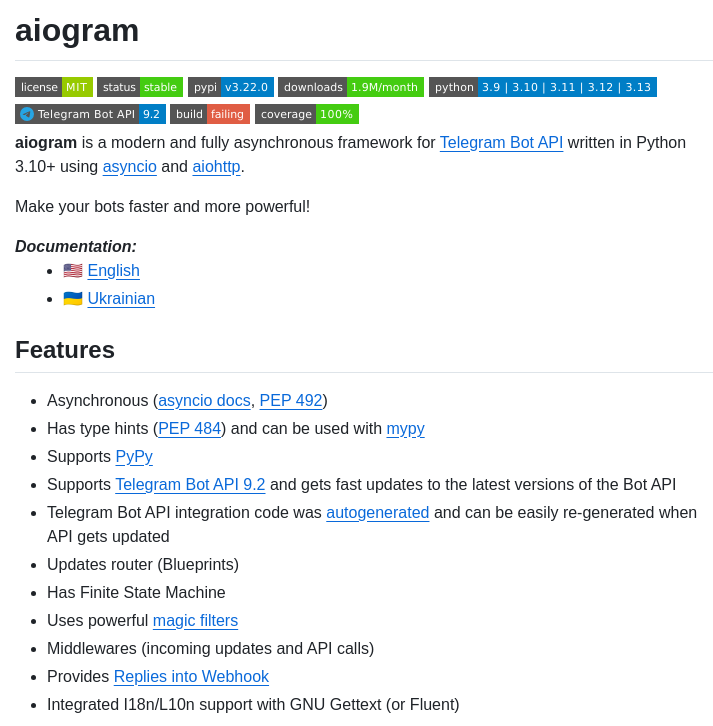 aiogram
license MIT status stable pypi v3.22.0 downloads 1.9M/month python 3.9 | 3.10 | 3.11 | 3.12 | 3.13
Telegram Bot API 9.2 build failing coverage 100%
aiogram is a modern and fully asynchronous framework for Telegram Bot API written in Python
3.10+ using asyncio and aiohttp.
Make your bots faster and more powerful!
Documentation:
🇺🇸 English
🇺🇦 Ukrainian
Features
Asynchronous (asyncio docs, PEP 492)
Has type hints (PEP 484) and can be used with mypy
Supports PyPy
Supports Telegram Bot API 9.2 and gets fast updates to the latest versions of the Bot API
Telegram Bot API integration code was autogenerated and can be easily re-generated when
API gets updated
Updates router (Blueprints)
Has Finite State Machine
Uses powerful magic filters
Middlewares (incoming updates and API calls)
Provides Replies into Webhook
Integrated I18n/L10n support with GNU Gettext (or Fluent)